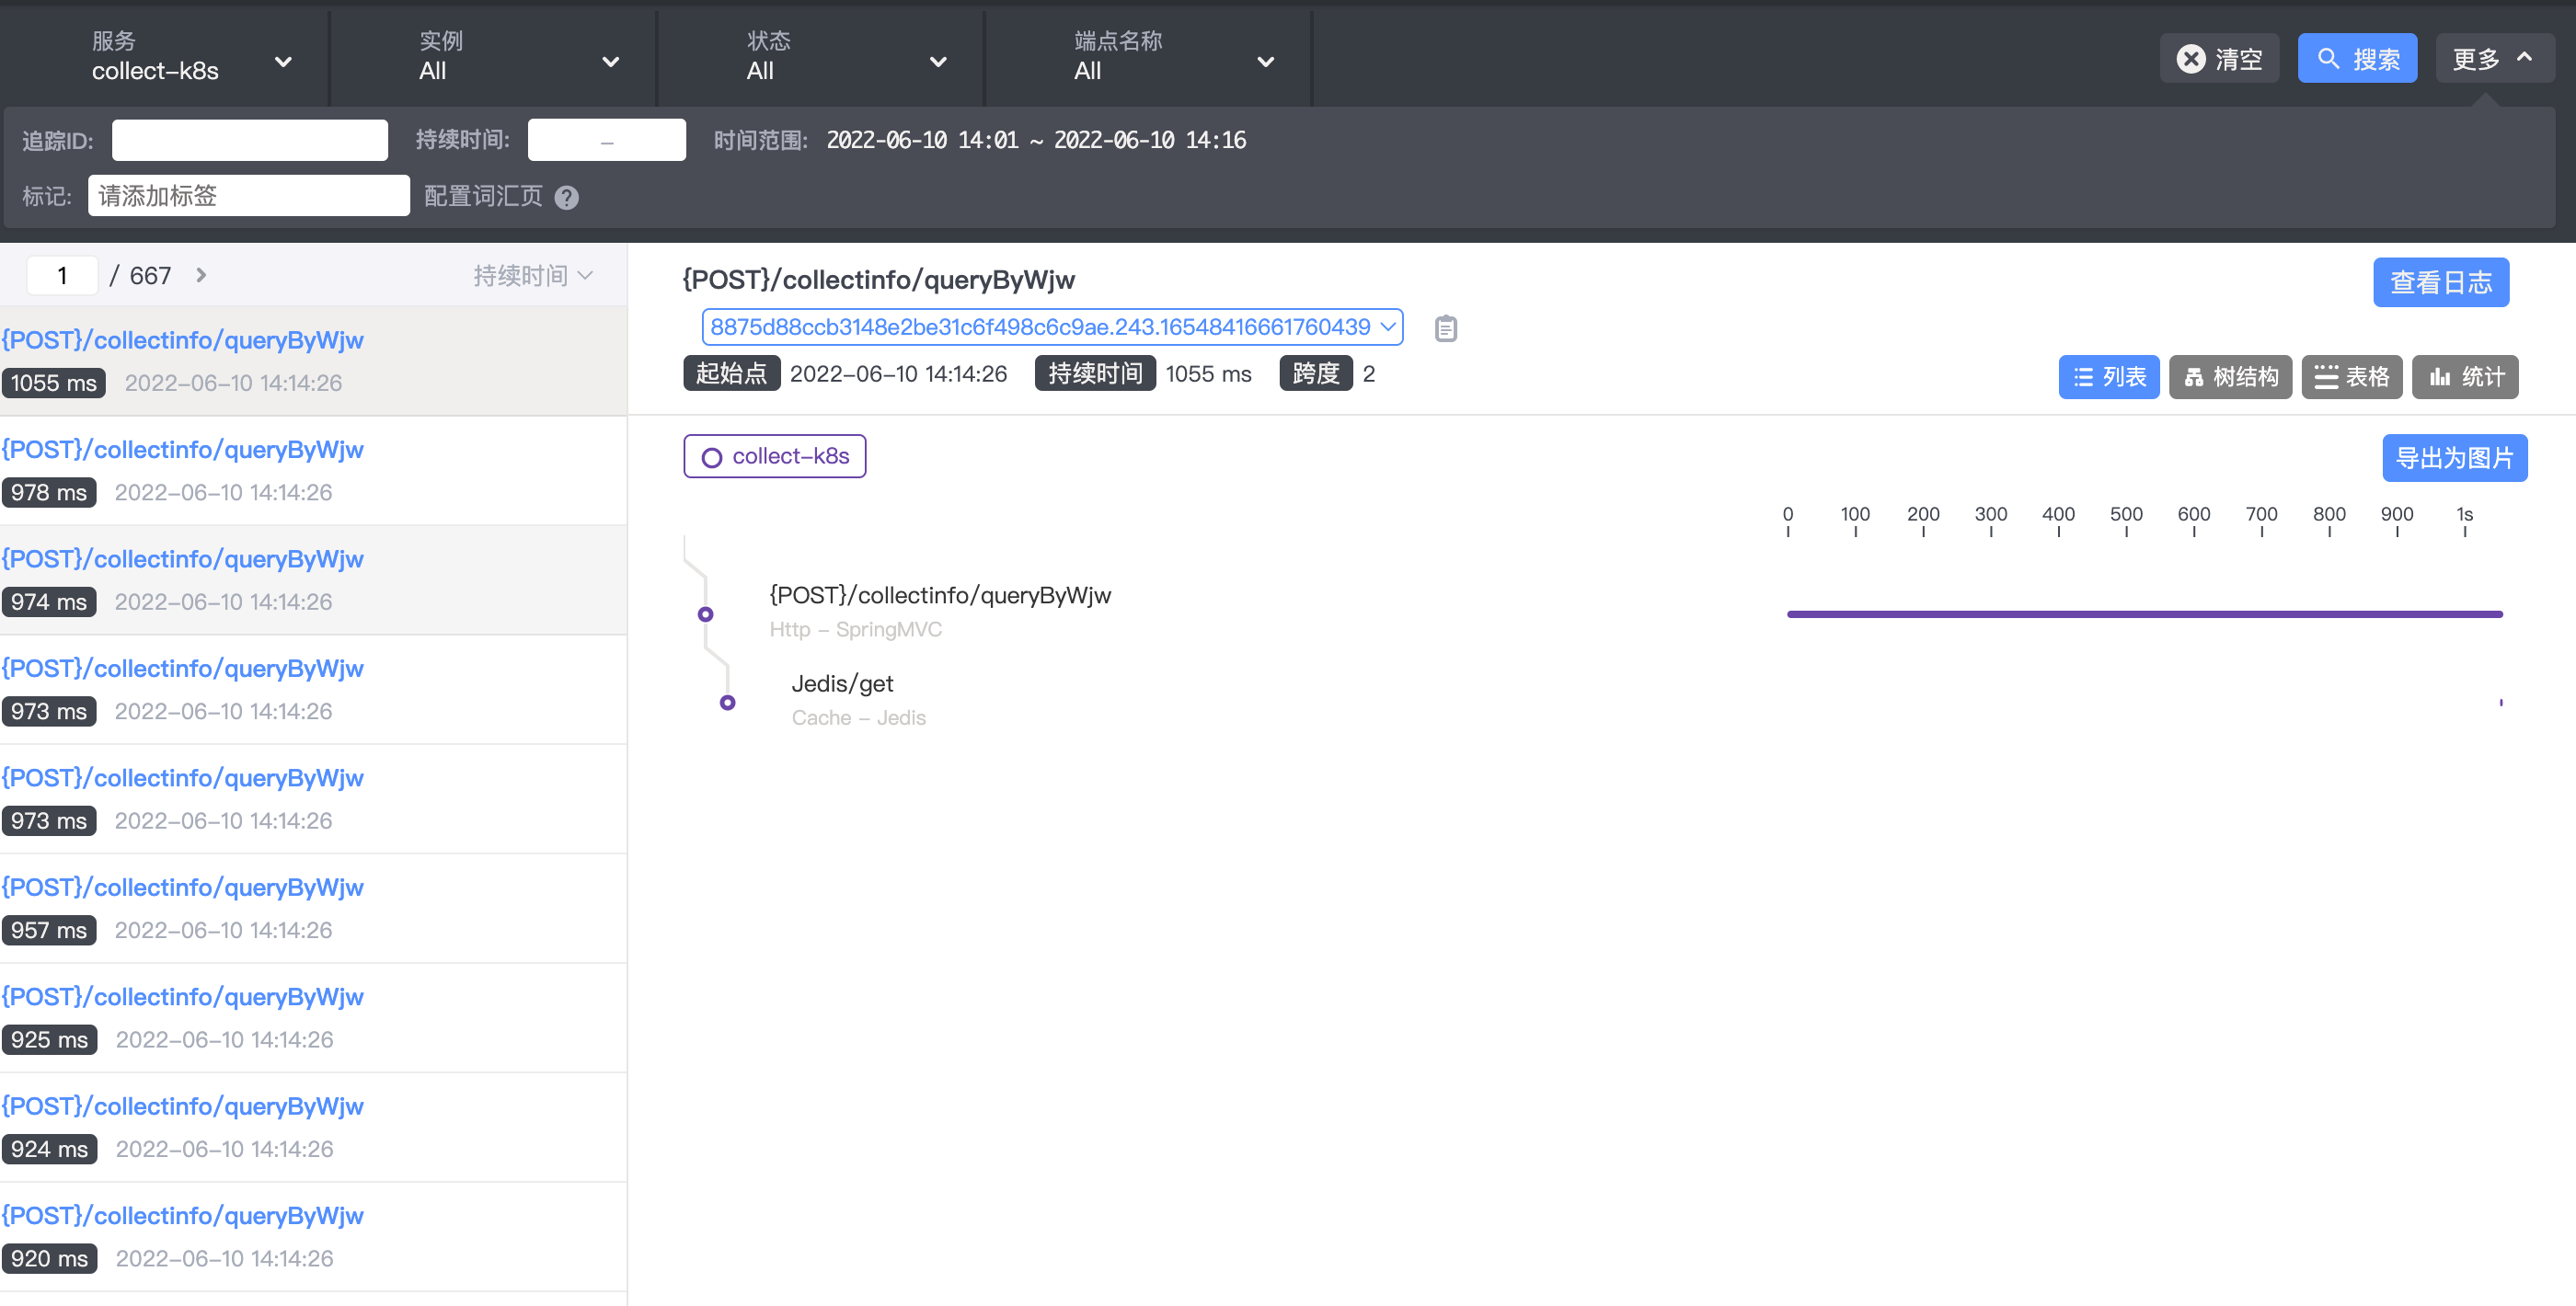 服务
collect-k8s
实例
All
状态
All
端点名称
All
清空
搜索
更多
追踪ID:
持续时间:
–
时间范围:
2022-06-10 14:01 ~ 2022-06-10 14:16
标记:
请添加标签
配置词汇页
?
1 / 667
持续时间
{POST}/collectinfo/queryByWjw
1055 ms 2022-06-10 14:14:26
{POST}/collectinfo/queryByWjw
978 ms 2022-06-10 14:14:26
{POST}/collectinfo/queryByWjw
974 ms 2022-06-10 14:14:26
{POST}/collectinfo/queryByWjw
973 ms 2022-06-10 14:14:26
{POST}/collectinfo/queryByWjw
973 ms 2022-06-10 14:14:26
{POST}/collectinfo/queryByWjw
957 ms 2022-06-10 14:14:26
{POST}/collectinfo/queryByWjw
925 ms 2022-06-10 14:14:26
{POST}/collectinfo/queryByWjw
924 ms 2022-06-10 14:14:26
{POST}/collectinfo/queryByWjw
920 ms 2022-06-10 14:14:26
{POST}/collectinfo/queryByWjw
查看日志
8875d88ccb3148e2be31c6f498c6c9ae.243.16548416661760439
起始点 2022-06-10 14:14:26 持续时间 1055 ms 跨度 2
列表 树结构 表格 统计
collect-k8s
导出为图片
0 100 200 300 400 500 600 700 800 900 1s
{POST}/collectinfo/queryByWjw
Http - SpringMVC
Jedis/get
Cache - Jedis